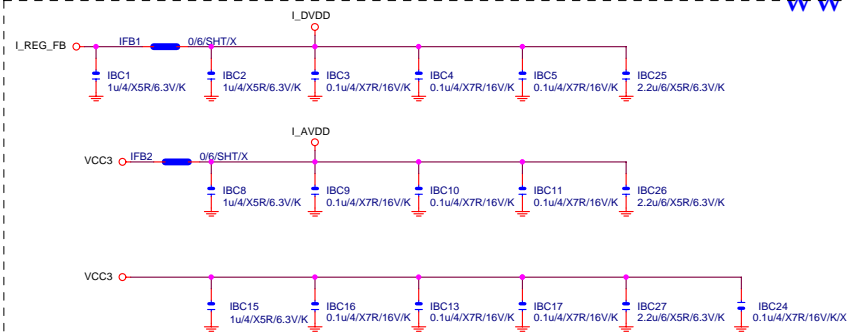 W W
I_DVDD
I_REG_FB IFB1 0/6/SHT/X
IBC1 IBC2 IBC3 IBC4 IBC5 IBC25
1u/4/X5R/6.3V/K 1u/4/X5R/6.3V/K 0.1u/4/X7R/16V/K 0.1u/4/X7R/16V/K 0.1u/4/X7R/16V/K 2.2u/6/X5R/6.3V/K
I_AVDD
VCC3 IFB2 0/6/SHT/X
IBC8 IBC9 IBC10 IBC11 IBC26
1u/4/X5R/6.3V/K 0.1u/4/X7R/16V/K 0.1u/4/X7R/16V/K 0.1u/4/X7R/16V/K 2.2u/6/X5R/6.3V/K
VCC3
IBC15 IBC16 IBC13 IBC17 IBC27 IBC24
1u/4/X5R/6.3V/K 0.1u/4/X7R/16V/K 0.1u/4/X7R/16V/K 0.1u/4/X7R/16V/K 2.2u/6/X5R/6.3V/K 0.1u/4/X7R/16V/K/X